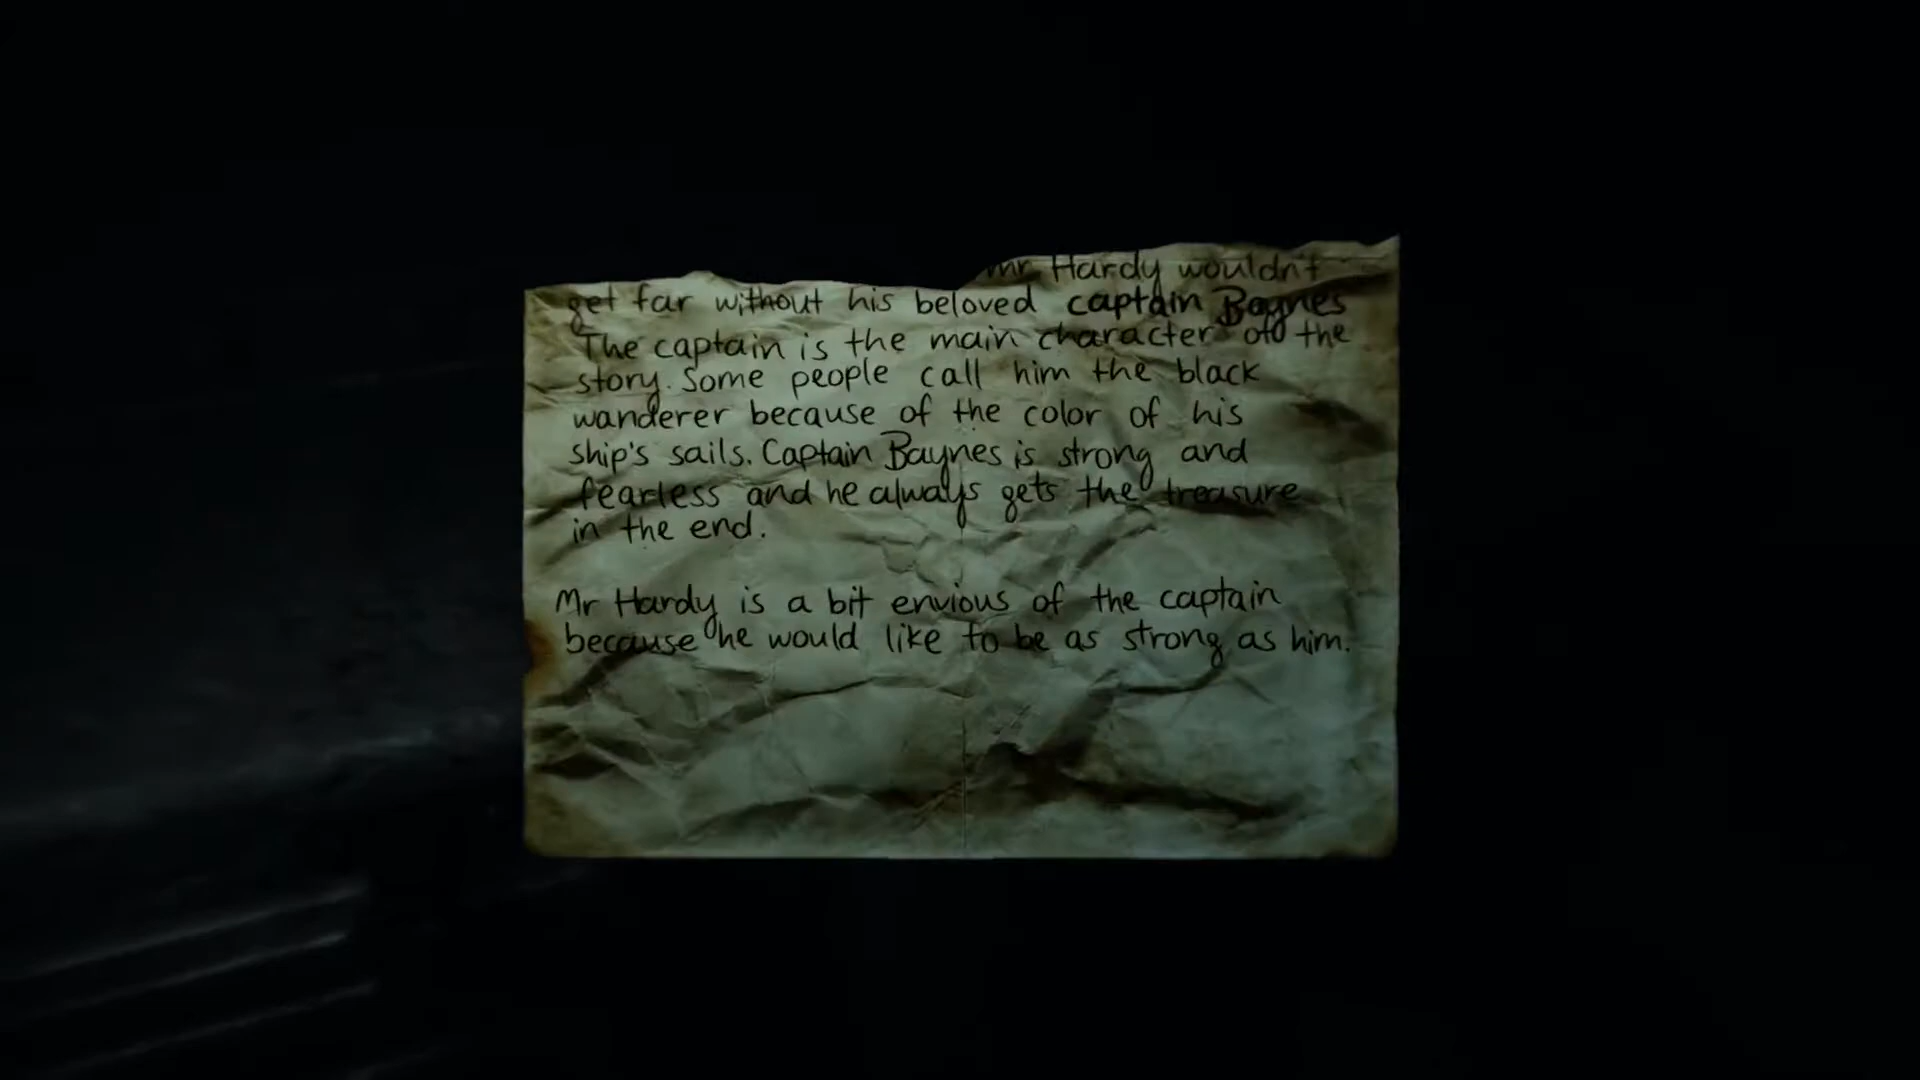 Mr Hardy wouldn't
get far without his beloved captain Baynes
The captain is the main character of the
story. Some people call him the black
wanderer because of the color of his
ship's sails. Captain Baynes is strong and
fearless and he always gets the treasure
in the end.
Mr Hardy is a bit envious of the captain
because he would like to be as strong as him.